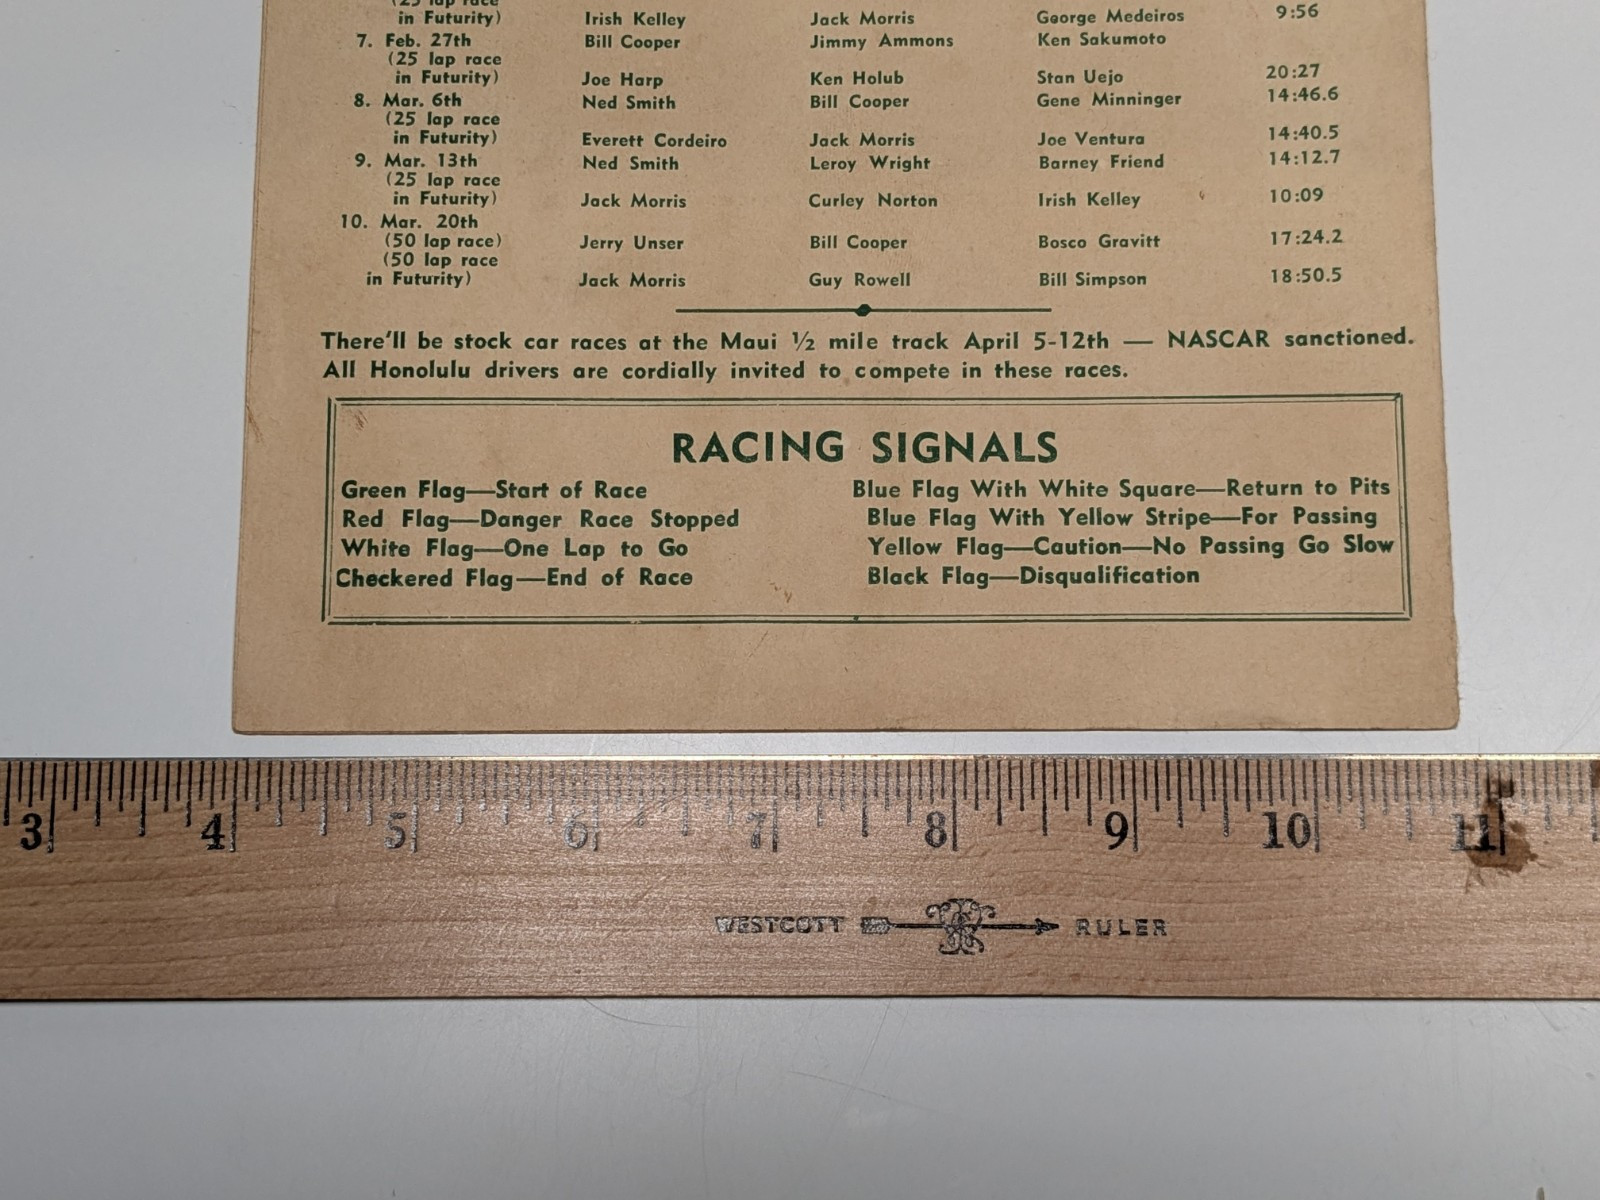 (25 lap race
in Futurity) Irish Kelley Jack Morris George Medeiros 9:56
7. Feb. 27th Bill Cooper Jimmy Ammons Ken Sakumoto
(25 lap race
in Futurity) Joe Harp Ken Holub Stan Uejo 20:27
8. Mar. 6th Ned Smith Bill Cooper Gene Minninger 14:46.6
(25 lap race
in Futurity) Everett Cordeiro Jack Morris Joe Ventura 14:40.5
9. Mar. 13th Ned Smith Leroy Wright Barney Friend 14:12.7
(25 lap race
in Futurity) Jack Morris Curley Norton Irish Kelley 10:09
10. Mar. 20th
(50 lap race) Jerry Unser Bill Cooper Bosco Gravitt 17:24.2
(50 lap race
in Futurity) Jack Morris Guy Rowell Bill Simpson 18:50.5
There'll be stock car races at the Maui ½ mile track April 5-12th — NASCAR sanctioned.
All Honolulu drivers are cordially invited to compete in these races.
RACING SIGNALS
Green Flag—Start of Race
Red Flag—Danger Race Stopped
White Flag—One Lap to Go
Checkered Flag—End of Race
Blue Flag With White Square—Return to Pits
Blue Flag With Yellow Stripe—For Passing
Yellow Flag—Caution—No Passing Go Slow
Black Flag—Disqualification
3 4 5 6 7 8 9 10 11
WESTCOTT RULER